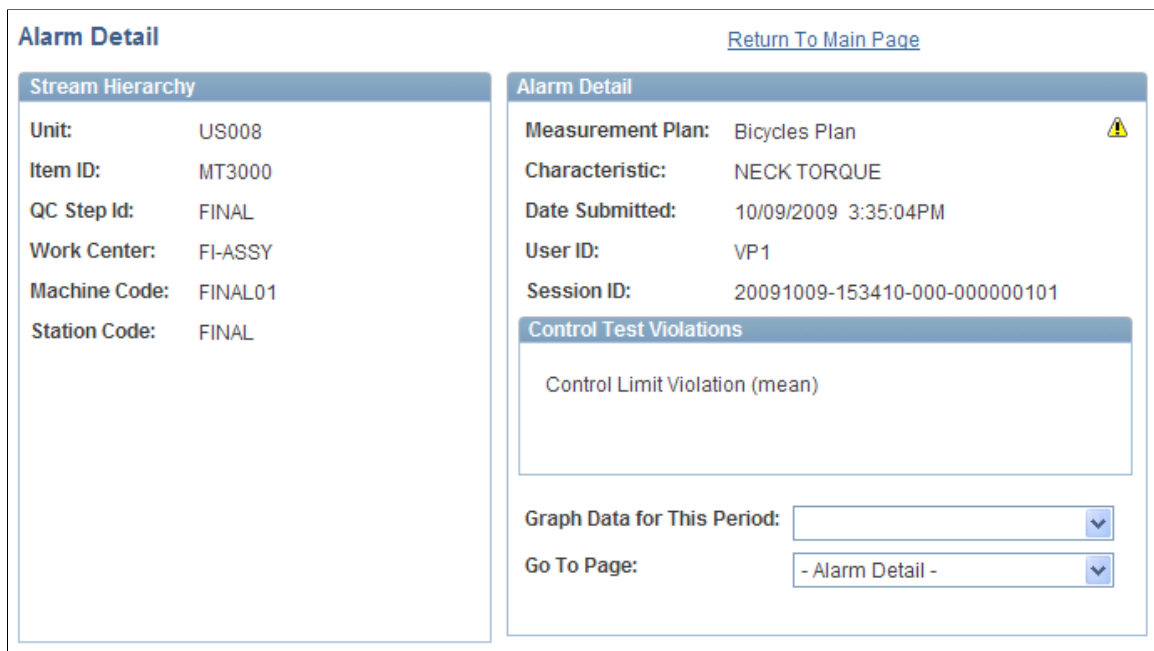 Alarm Detail
Return To Main Page
Stream Hierarchy
Unit: US008
Item ID: MT3000
QC Step Id: FINAL
Work Center: FI-ASSY
Machine Code: FINAL01
Station Code: FINAL
Alarm Detail
Measurement Plan: Bicycles Plan
Characteristic: NECK TORQUE
Date Submitted: 10/09/2009 3:35:04PM
User ID: VP1
Session ID: 20091009-153410-000-000000101
Control Test Violations
Control Limit Violation (mean)
Graph Data for This Period:
Go To Page: - Alarm Detail -